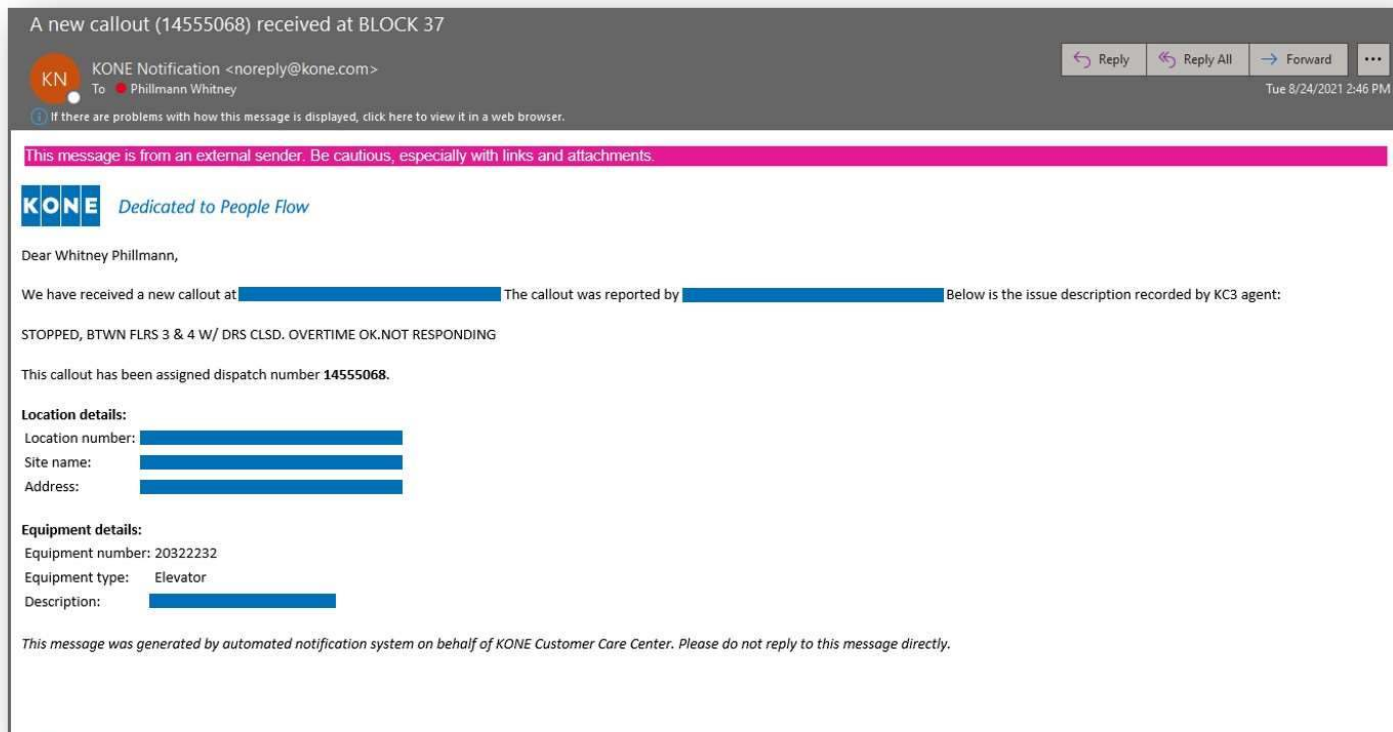 A new callout (14555068) received at BLOCK 37
KN
KONE Notification <noreply@kone.com>
To Phillmann Whitney
Reply
Reply All
Forward
Tue 8/24/2021 2:46 PM
If there are problems with how this message is displayed, click here to view it in a web browser.
This message is from an external sender. Be cautious, especially with links and attachments.
KONE Dedicated to People Flow
Dear Whitney Phillmann,
We have received a new callout at The callout was reported by Below is the issue description recorded by KC3 agent:
STOPPED, BTWN FLRS 3 & 4 W/ DRS CLSD. OVERTIME OK.NOT RESPONDING
This callout has been assigned dispatch number 14555068.
Location details:
Location number:
Site name:
Address:
Equipment details:
Equipment number: 20322232
Equipment type: Elevator
Description:
This message was generated by automated notification system on behalf of KONE Customer Care Center. Please do not reply to this message directly.